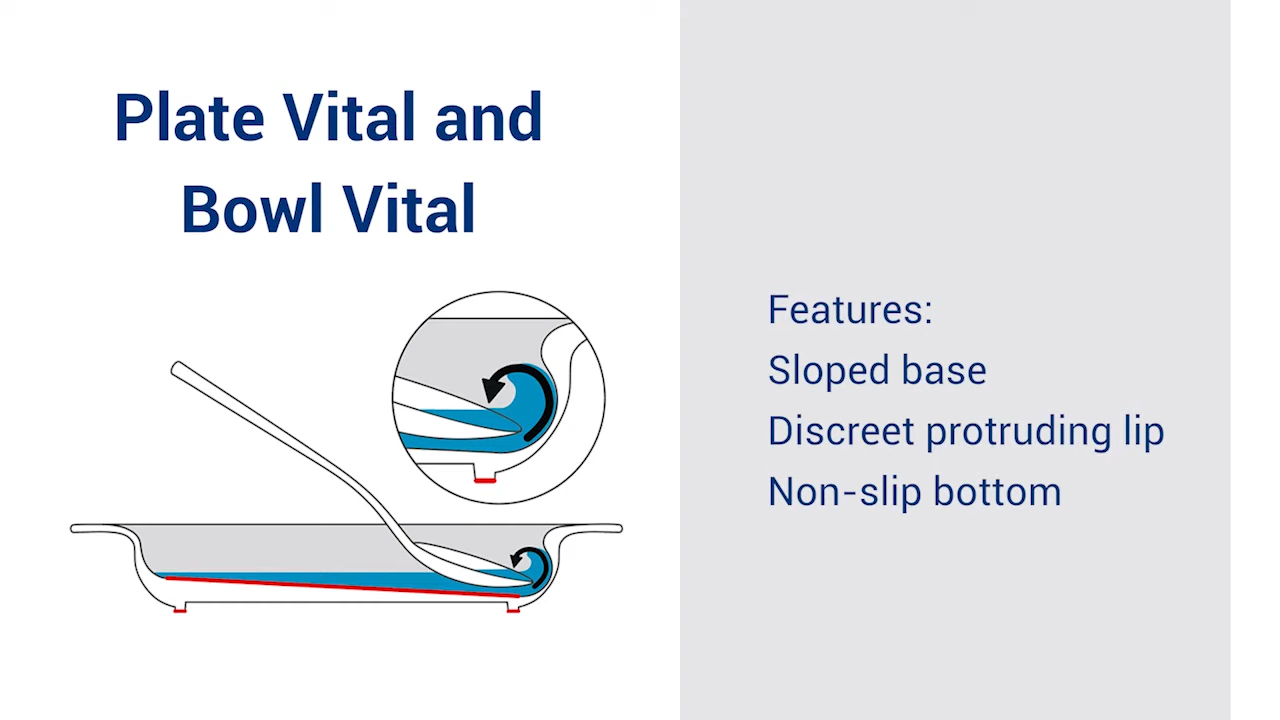 Plate Vital and
Bowl Vital
Features:
Sloped base
Discreet protruding lip
Non-slip bottom